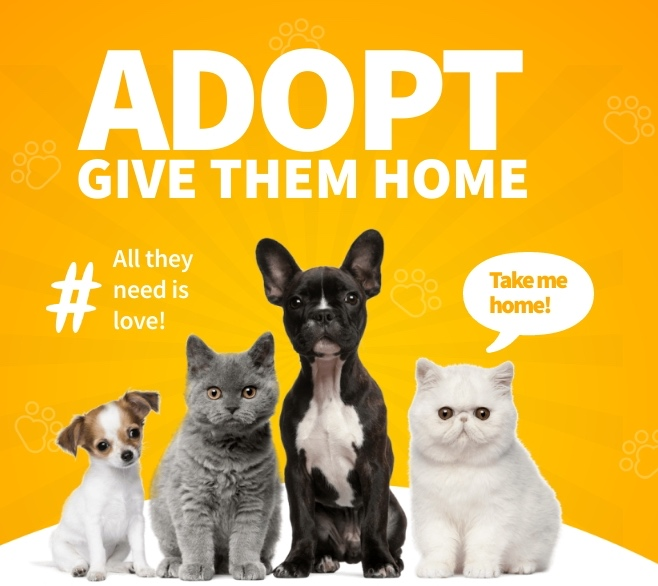 ADOPT
GIVE THEM HOME
# All they
need is
love!
Take me
home!